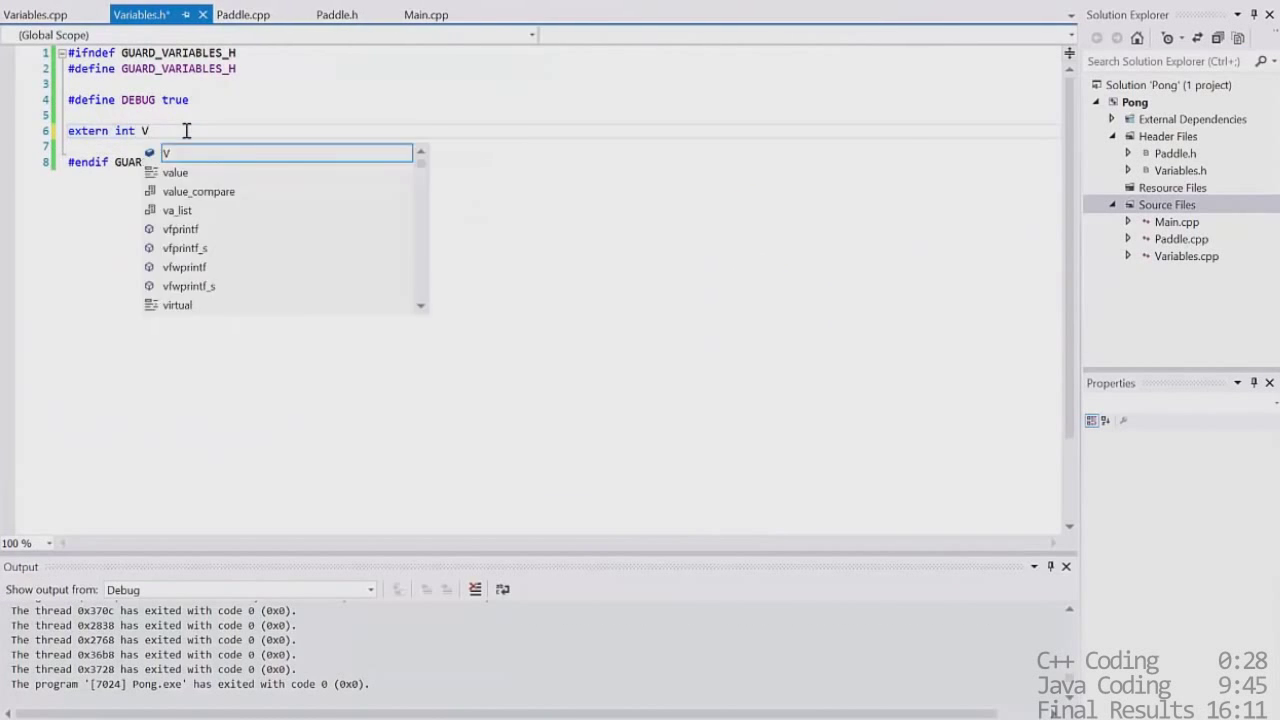 Variables.cpp Variables.h* Paddle.cpp Paddle.h Main.cpp
(Global Scope)
1 #ifndef GUARD_VARIABLES_H
2 #define GUARD_VARIABLES_H
3
4 #define DEBUG true
5
6 extern int V
7
8 #endif GUAR
V
value
value_compare
va_list
vfprintf
vfprintf_s
vfwprintf
vfwprintf_s
virtual
100 %
Output
Show output from: Debug
The thread 0x370c has exited with code 0 (0x0).
The thread 0x2838 has exited with code 0 (0x0).
The thread 0x2768 has exited with code 0 (0x0).
The thread 0x36b8 has exited with code 0 (0x0).
The thread 0x3728 has exited with code 0 (0x0).
The program '[7024] Pong.exe' has exited with code 0 (0x0).
Solution Explorer
Search Solution Explorer (Ctrl+;)
Solution 'Pong' (1 project)
Pong
External Dependencies
Header Files
Paddle.h
Variables.h
Resource Files
Source Files
Main.cpp
Paddle.cpp
Variables.cpp
Properties
C++ Coding 0:28
Java Coding 9:45
Final Results 16:11